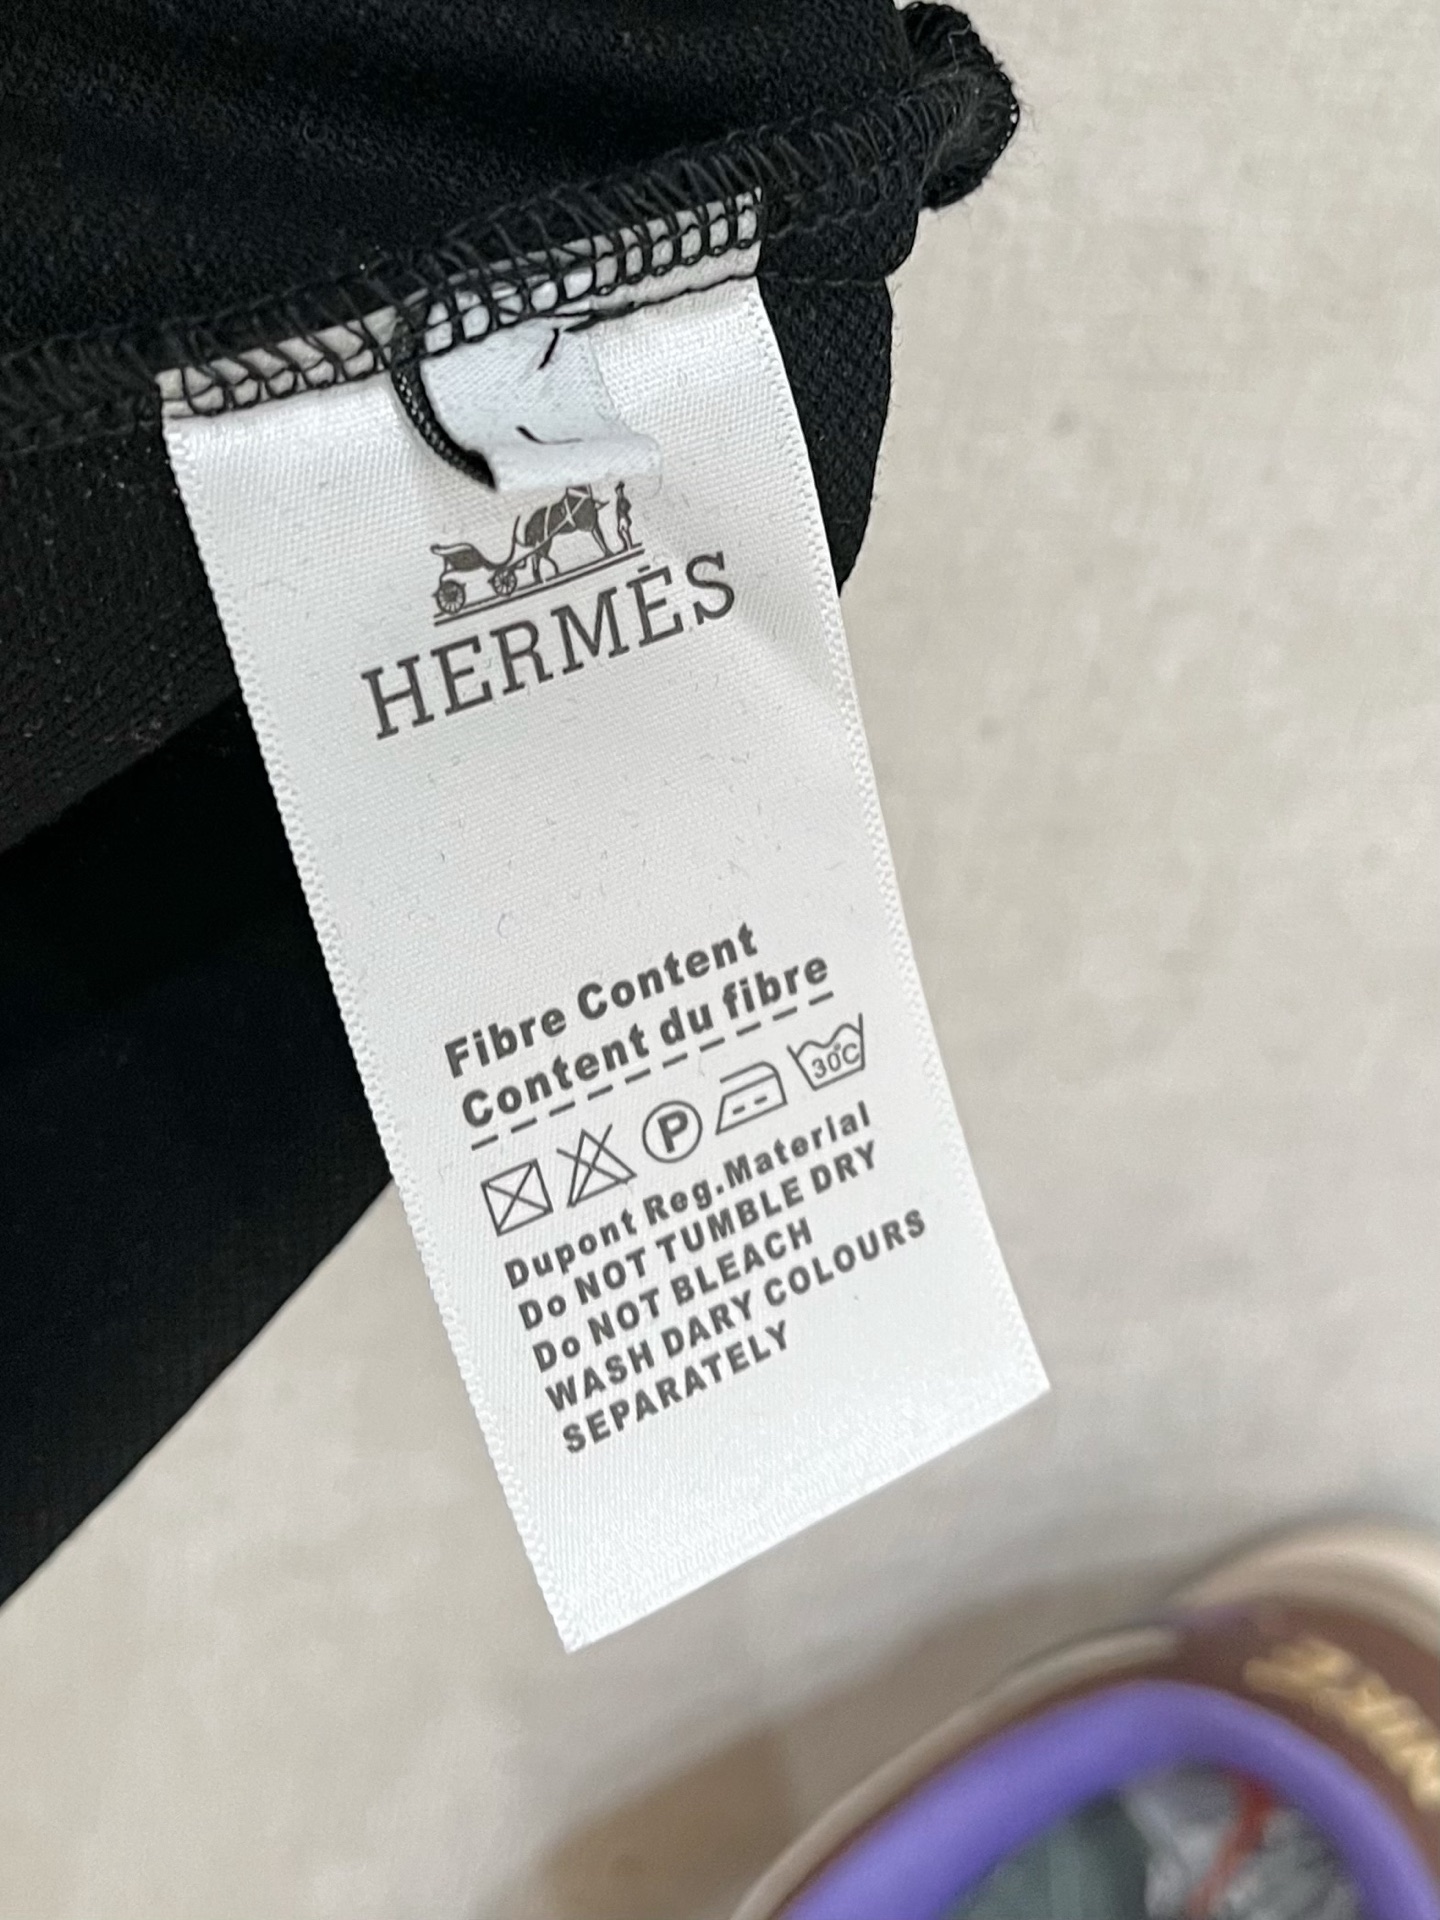 HERMÈS
Fibre Content
Content du fibre
P
30°C
Dupont Reg.Material
Do NOT TUMBLE DRY
Do NOT BLEACH
WASH DARY COLOURS
SEPARATELY